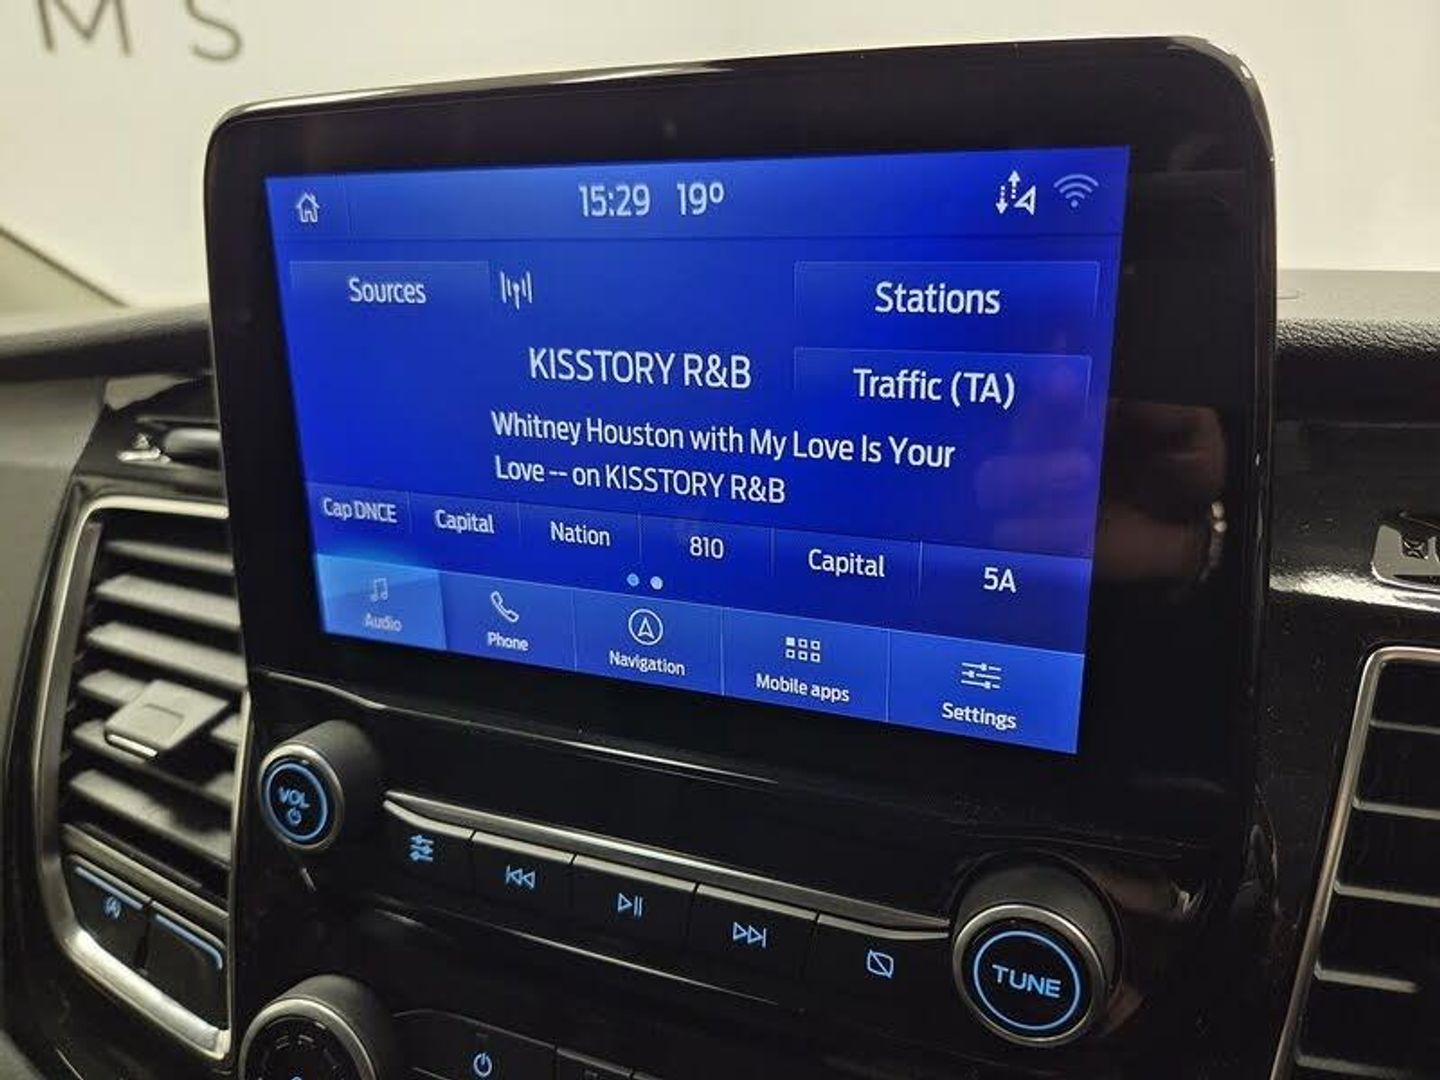 M S
15:29 19°
Sources
Stations
KISSTORY R&B
Traffic (TA)
Whitney Houston with My Love Is Your
Love -- on KISSTORY R&B
Cap DNCE Capital Nation 810 Capital 5A
Audio Phone Navigation Mobile apps Settings
VOL
TUNE